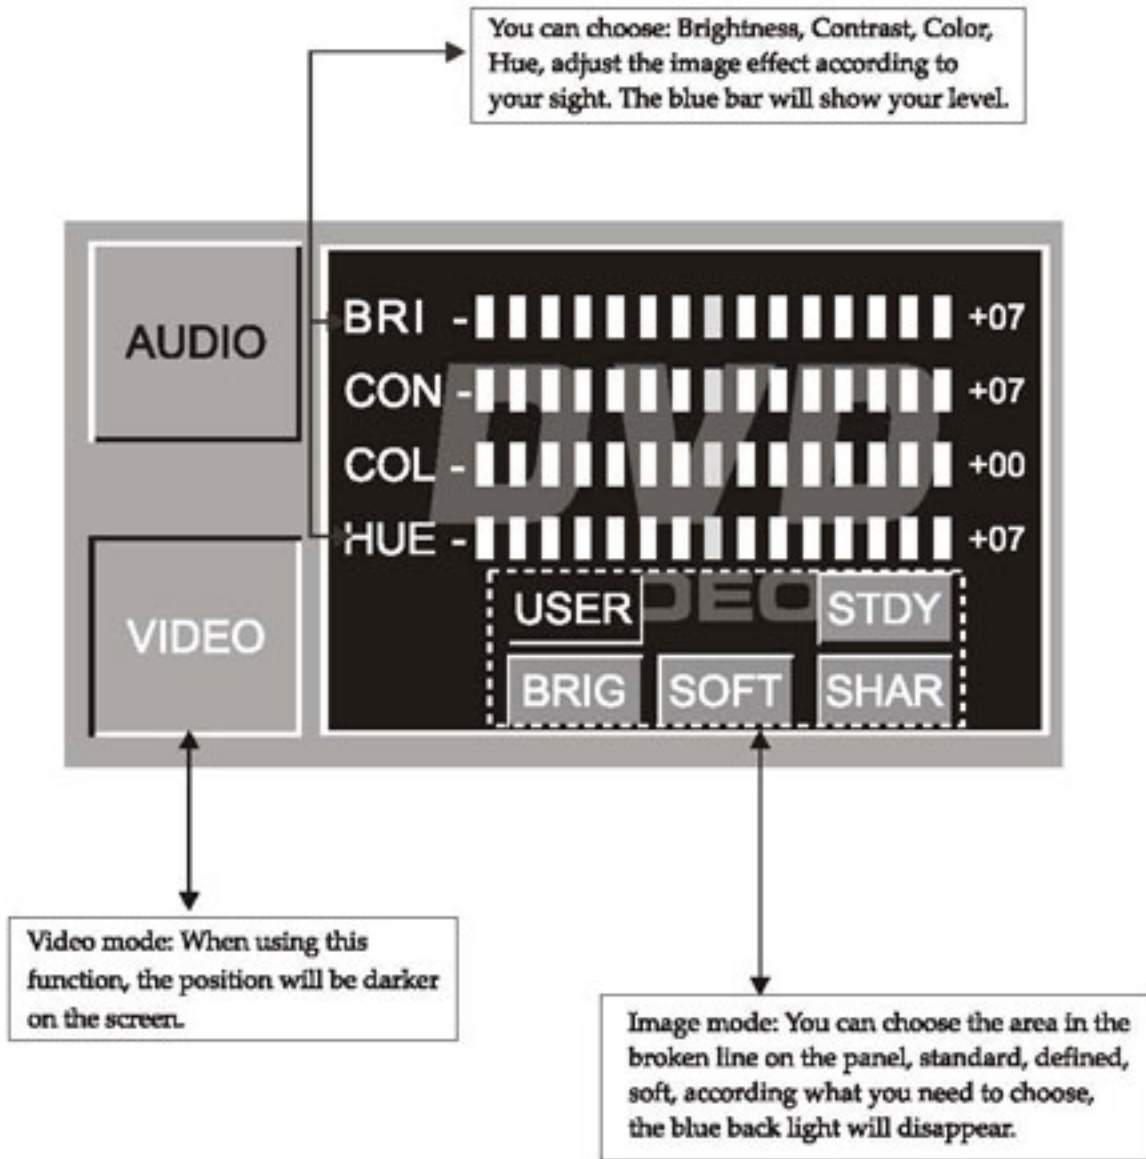 You can choose: Brightness, Contrast, Color,
Hue, adjust the image effect according to
your sight. The blue bar will show your level.
AUDIO
BRI - +07
CON - +07
COL - +00
HUE - +07
DVD
USER STDY
VIDEO
BRIG SOFT SHAR
Video mode: When using this
function, the position will be darker
on the screen.
Image mode: You can choose the area in the
broken line on the panel, standard, defined,
soft, according what you need to choose,
the blue back light will disappear.